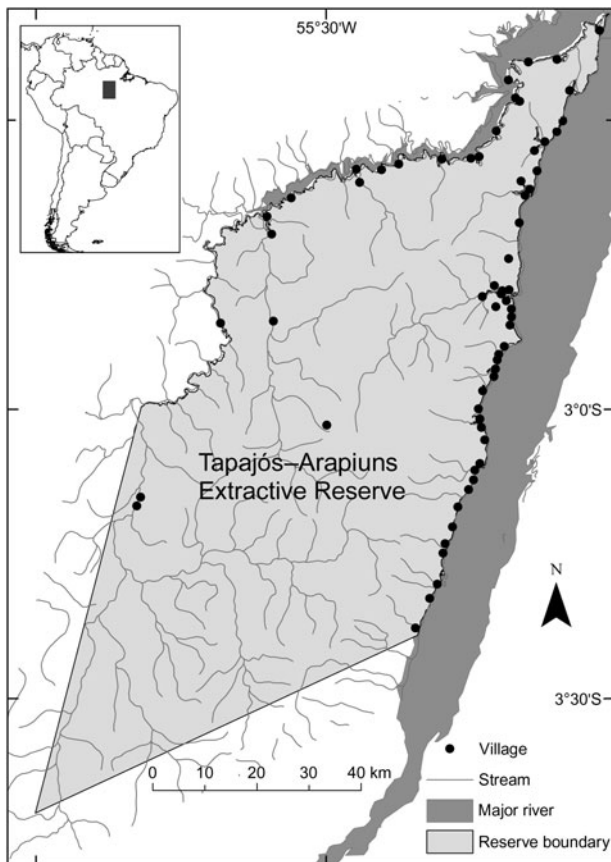 55°30'W
3°0'S
Tapajós–Arapiuns
Extractive Reserve
N
3°30'S
0 10 20 40 km
Village
Stream
Major river
Reserve boundary